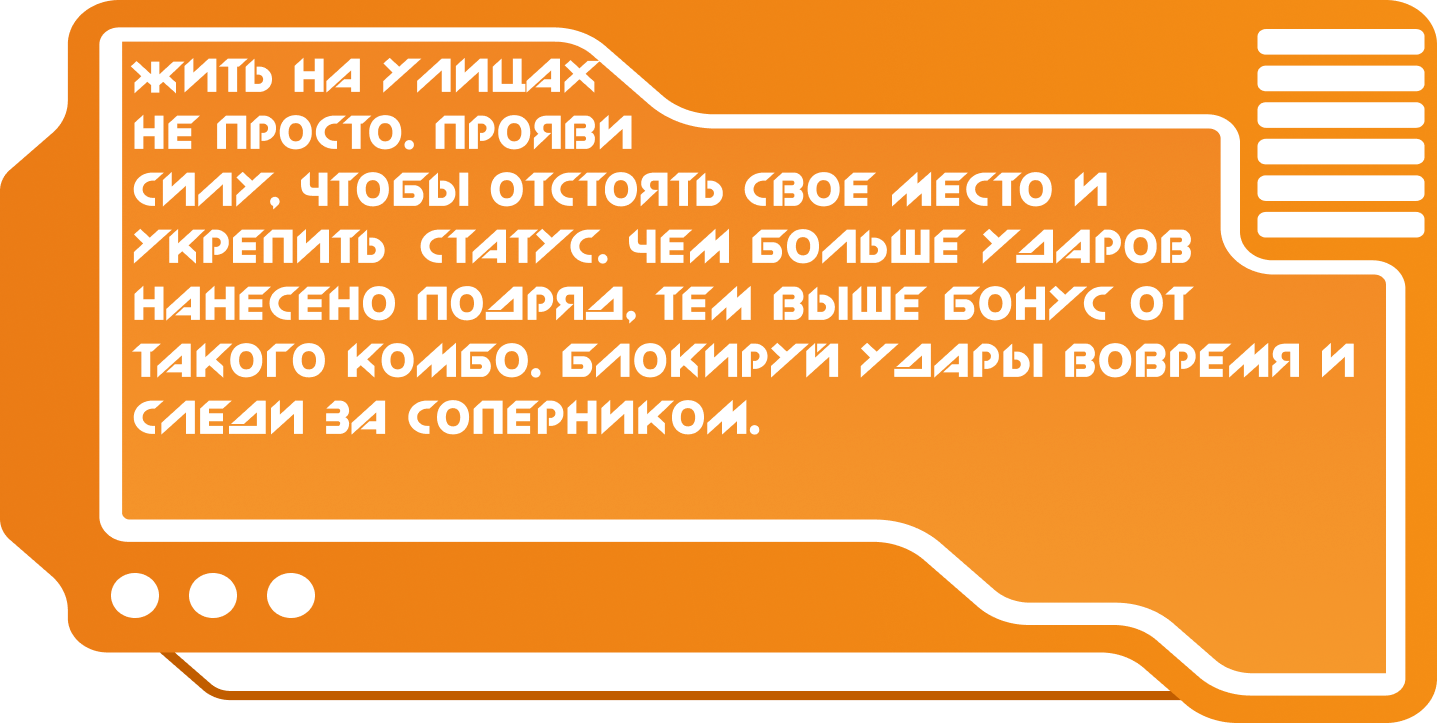 ЖИТЬ НА УЛИЦАХ
НЕ ПРОСТО. ПРОЯВИ
СИЛУ, ЧТОБЫ ОТСТОЯТЬ СВОЕ МЕСТО И
УКРЕПИТЬ СТАТУС. ЧЕМ БОЛЬШЕ УДАРОВ
НАНЕСЕНО ПОДРЯД, ТЕМ ВЫШЕ БОНУС ОТ
ТАКОГО КОМБО. БЛОКИРУЙ УДАРЫ ВОВРЕМЯ И
СЛЕДИ ЗА СОПЕРНИКОМ.